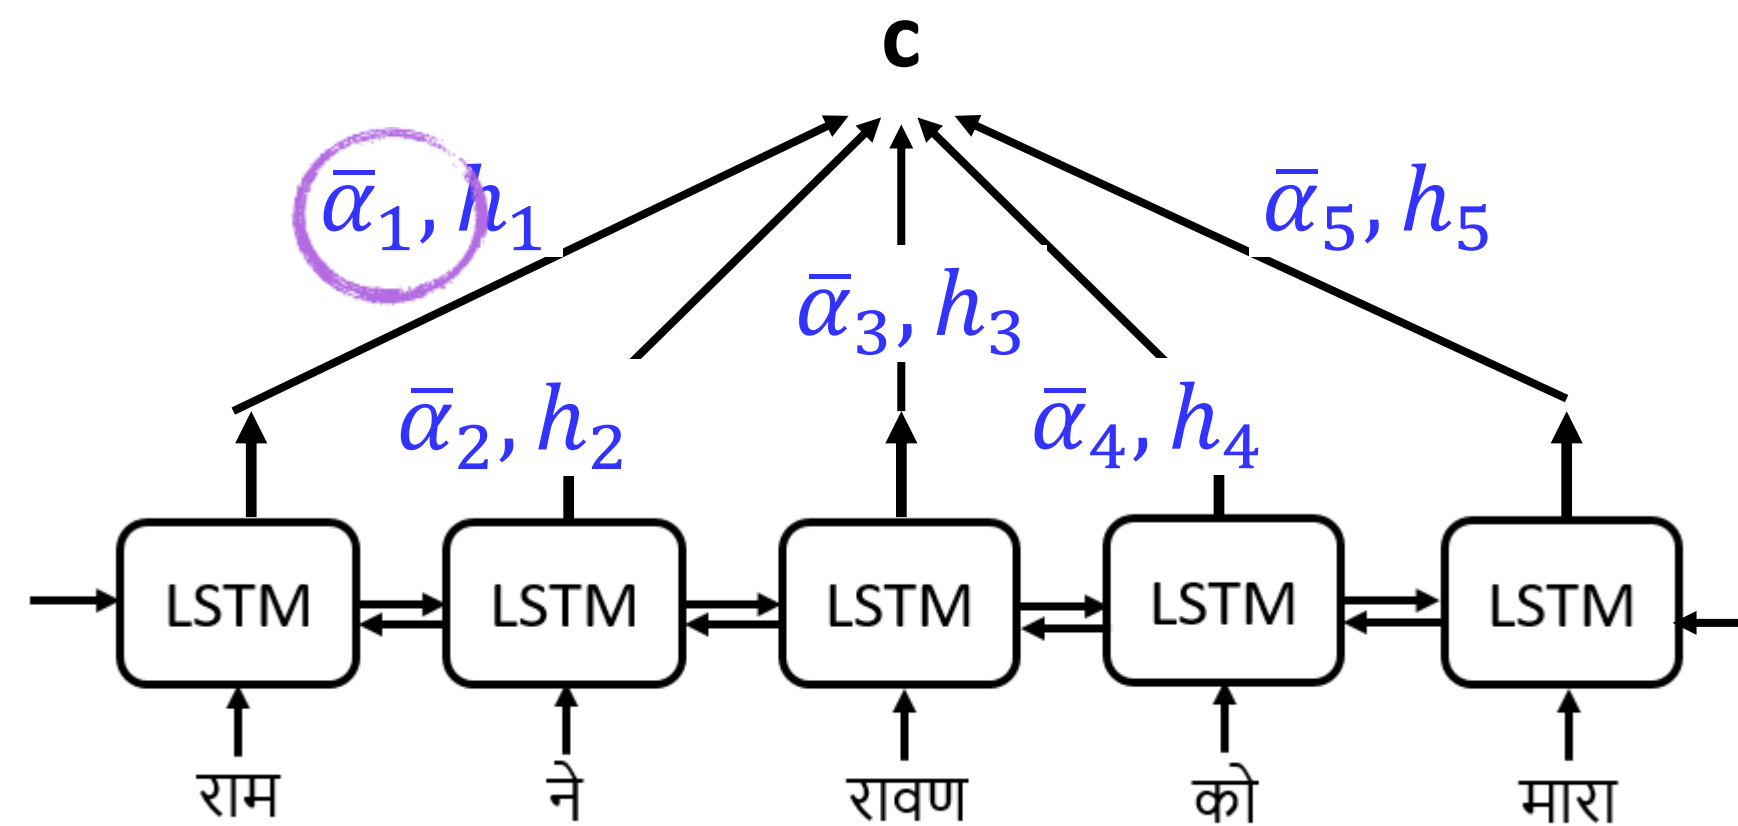 c
ᾱ₁, h₁
ᾱ₅, h₅
ᾱ₃, h₃
ᾱ₂, h₂
ᾱ₄, h₄
LSTM LSTM LSTM LSTM LSTM
राम ने रावण को मारा